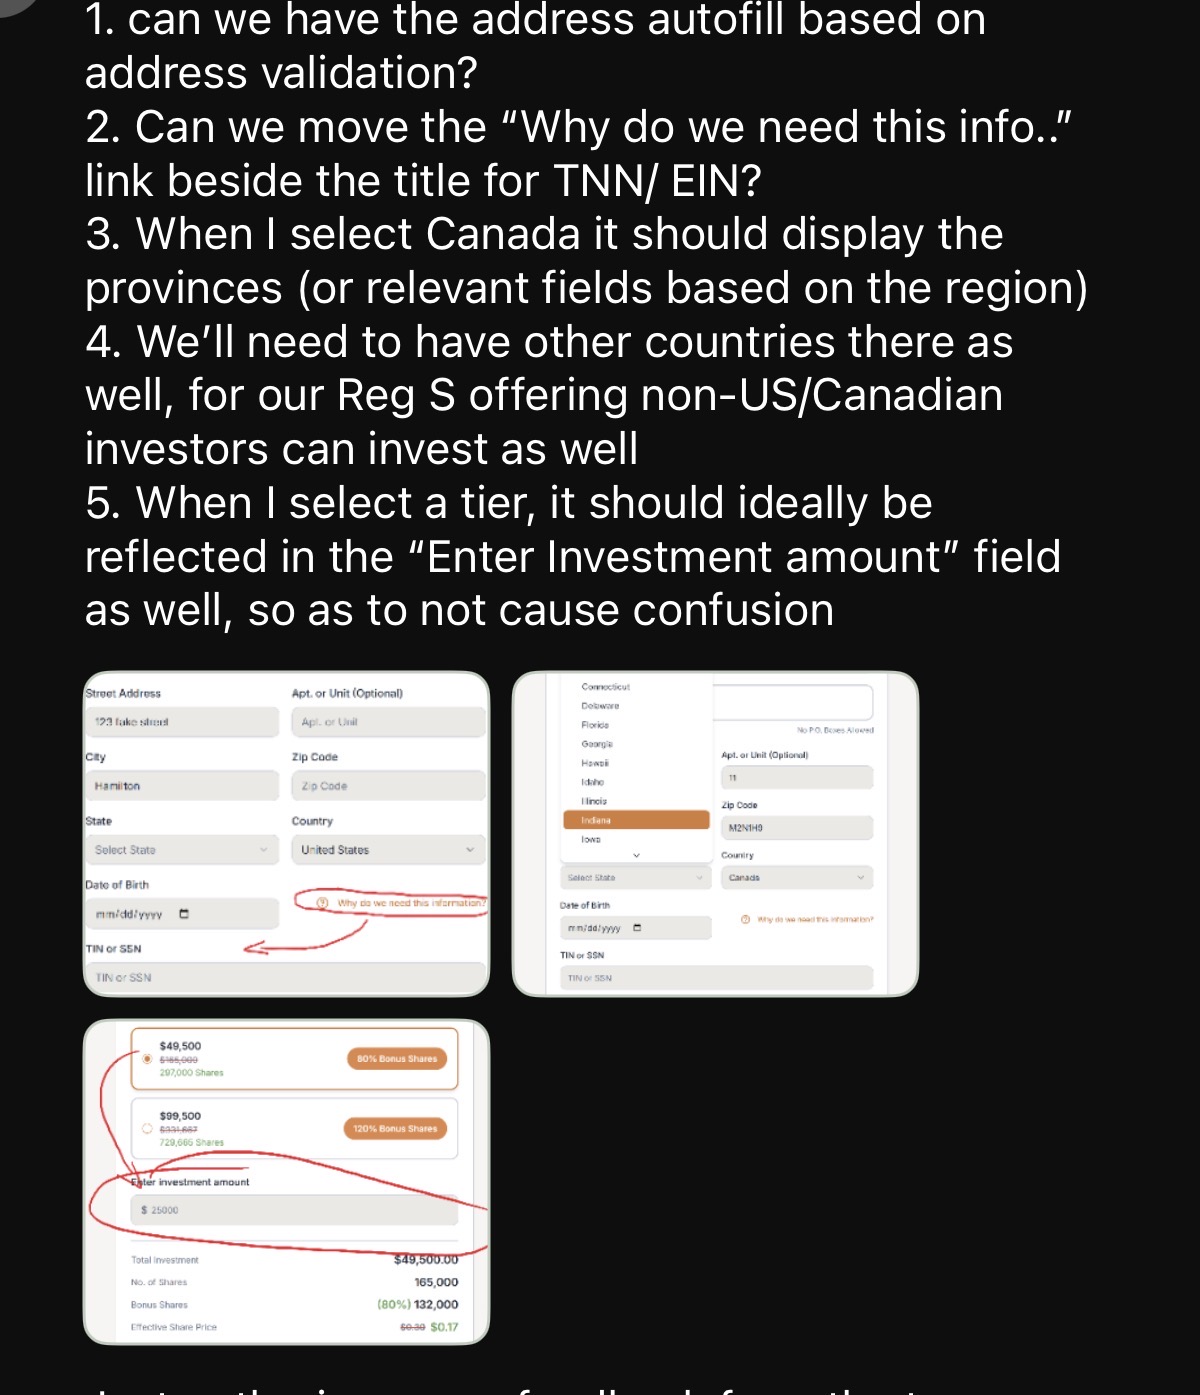 1. can we have the address autofill based on
address validation?
2. Can we move the “Why do we need this info..”
link beside the title for TNN/ EIN?
3. When I select Canada it should display the
provinces (or relevant fields based on the region)
4. We’ll need to have other countries there as
well, for our Reg S offering non-US/Canadian
investors can invest as well
5. When I select a tier, it should ideally be
reflected in the “Enter Investment amount” field
as well, so as to not cause confusion
Street Address Apt. or Unit (Optional)
123 fake street Apt. or Unit
City Zip Code
Hamilton Zip Code
State Country
Select State United States
Date of Birth
mm/dd/yyyy Why do we need this information?
TIN or SSN
TIN or SSN
Connecticut
Delaware
Florida
Georgia
Hawaii
Idaho
Illinois
Indiana
Iowa
No P.O. Boxes Allowed
Apt. or Unit (Optional)
11
Zip Code
M2N1H9
Country
Select State Canada
Date of Birth
mm/dd/yyyy Why do we need this information?
TIN or SSN
TIN or SSN
$49,500
$165,000 80% Bonus Shares
297,000 Shares
$99,500
$331,667 120% Bonus Shares
729,665 Shares
Enter investment amount
$ 25000
Total Investment $49,500.00
No. of Shares 165,000
Bonus Shares (80%) 132,000
Effective Share Price $0.30 $0.17